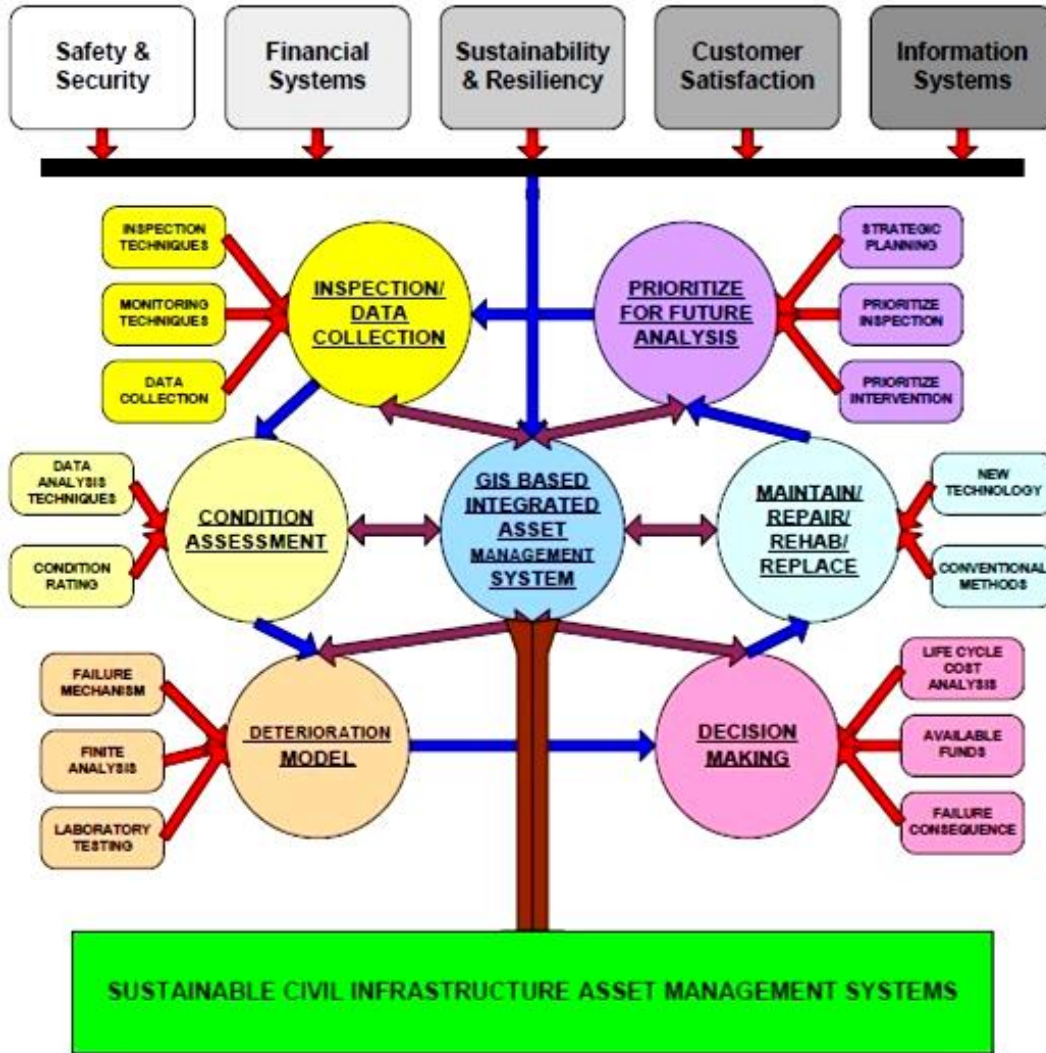 Safety &
Security
Financial
Systems
Sustainability
& Resiliency
Customer
Satisfaction
Information
Systems
INSPECTION
TECHNIQUES
MONITORING
TECHNIQUES
DATA
COLLECTION
INSPECTION/
DATA
COLLECTION
PRIORITIZE
FOR FUTURE
ANALYSIS
STRATEGIC
PLANNING
PRIORITIZE
INSPECTION
PRIORITIZE
INTERVENTION
DATA
ANALYSIS
TECHNIQUES
CONDITION
RATING
CONDITION
ASSESSMENT
GIS BASED
INTEGRATED
ASSET
MANAGEMENT
SYSTEM
MAINTAIN/
REPAIR/
REHAB/
REPLACE
NEW
TECHNOLOGY
CONVENTIONAL
METHODS
FAILURE
MECHANISM
FINITE
ANALYSIS
LABORATORY
TESTING
DETERIORATION
MODEL
DECISION
MAKING
LIFE CYCLE
COST
ANALYSIS
AVAILABLE
FUNDS
FAILURE
CONSEQUENCE
SUSTAINABLE CIVIL INFRASTRUCTURE ASSET MANAGEMENT SYSTEMS